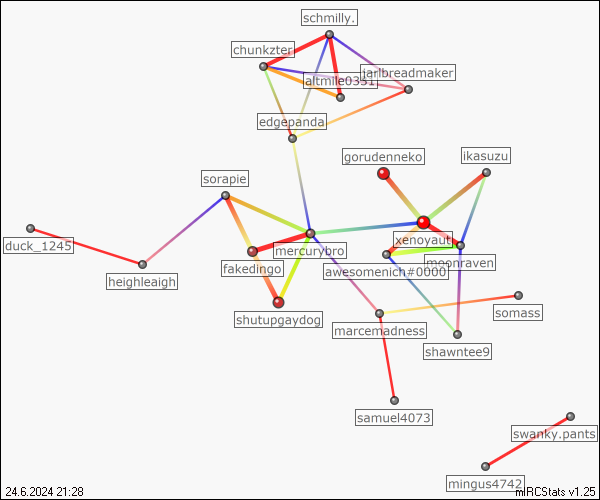 schmilly.
chunkzter
altmile0351
jarlbreadmaker
edgepanda
gorudenneko
ikasuzu
sorapie
xenoyaut
duck_1245
mercurybro
moonraven
fakedingo
awesomenich#0000
heighleaigh
somass
shutupgaydog
marcemadness
shawntee9
samuel4073
swanky.pants
mingus4742
24.6.2024 21:28
mIRCStats v1.25